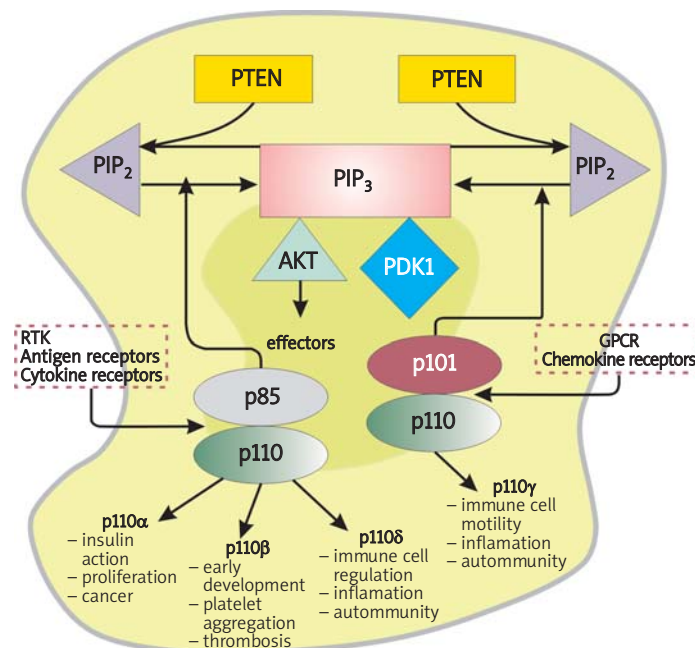 PTEN
PTEN
PIP2
PIP3
PIP2
AKT
PDK1
effectors
RTK
Antigen receptors
Cytokine receptors
GPCR
Chemokine receptors
p101
p85
p110
p110
p110α
– insulin
action
– proliferation
– cancer
p110β
– early
development
– platelet
aggregation
– thrombosis
p110δ
– immune cell
regulation
– inflamation
– autommunity
p110γ
– immune cell
motility
– inflamation
– autommunity